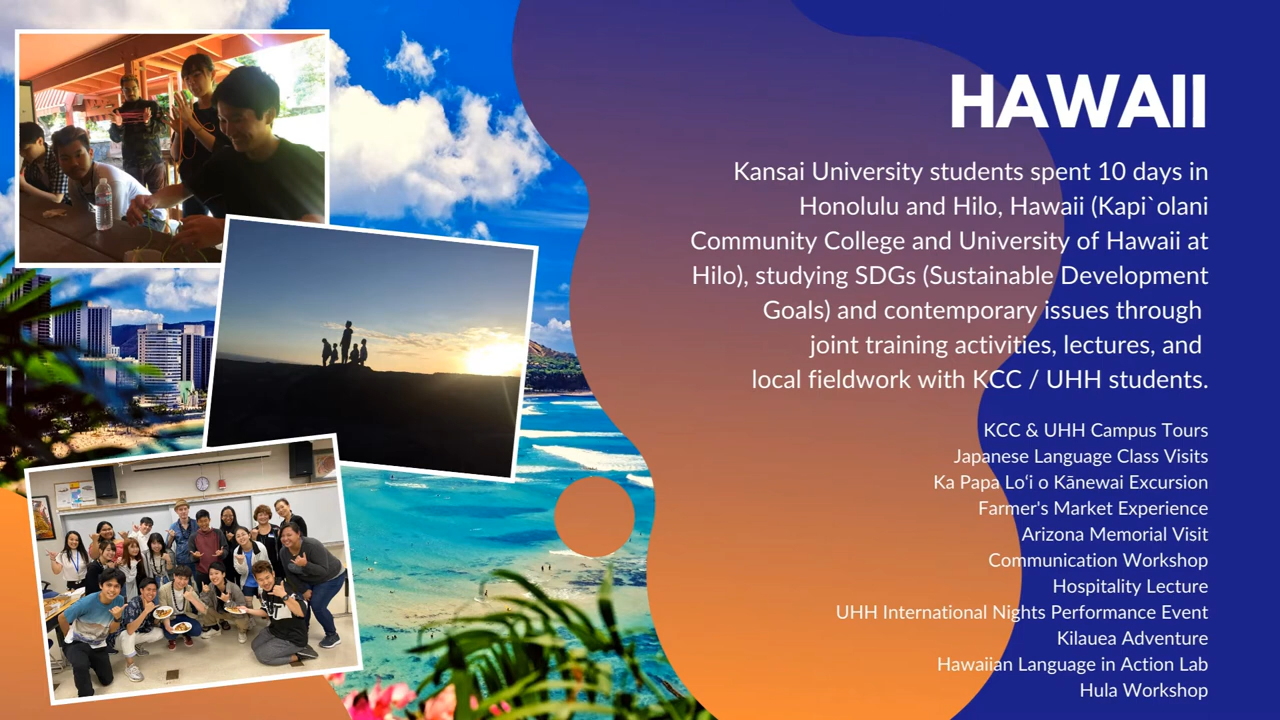 HAWAII
Kansai University students spent 10 days in
Honolulu and Hilo, Hawaii (Kapi`olani
Community College and University of Hawaii at
Hilo), studying SDGs (Sustainable Development
Goals) and contemporary issues through
joint training activities, lectures, and
local fieldwork with KCC / UHH students.
KCC & UHH Campus Tours
Japanese Language Class Visits
Ka Papa Loʻi o Kānewai Excursion
Farmer's Market Experience
Arizona Memorial Visit
Communication Workshop
Hospitality Lecture
UHH International Nights Performance Event
Kilauea Adventure
Hawaiian Language in Action Lab
Hula Workshop